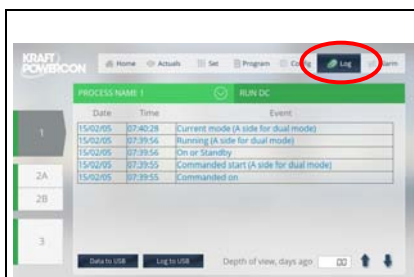 KRAFT
POWERCON
Home Actuals Set Program Config Log Alarm
PROCESS NAME 1 RUN DC
Date Time Event
15/02/05 07:40:28 Current mode (A side for dual mode)
15/02/05 07:39:56 Running (A side for dual mode)
15/02/05 07:39:56 On or Standby
15/02/05 07:39:55 Commanded start (A side for dual mode)
15/02/05 07:39:55 Commanded on
1
2A
2B
3
Data to USB Log to USB Depth of view, days ago 00